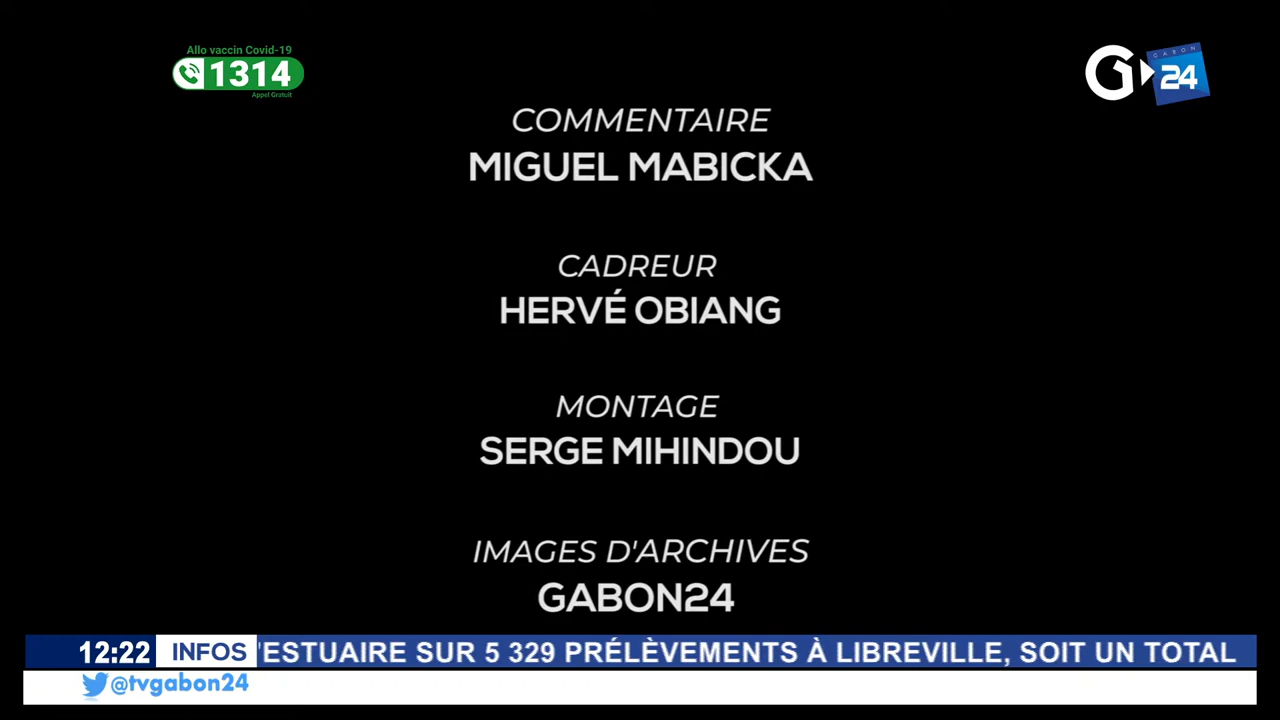 Allo vaccin Covid-19
1314
Appel Gratuit
G
GABON
24
COMMENTAIRE
MIGUEL MABICKA
CADREUR
HERVÉ OBIANG
MONTAGE
SERGE MIHINDOU
IMAGES D'ARCHIVES
GABON24
12:22 INFOS 'ESTUAIRE SUR 5 329 PRÉLÈVEMENTS À LIBREVILLE, SOIT UN TOTAL
@tvgabon24